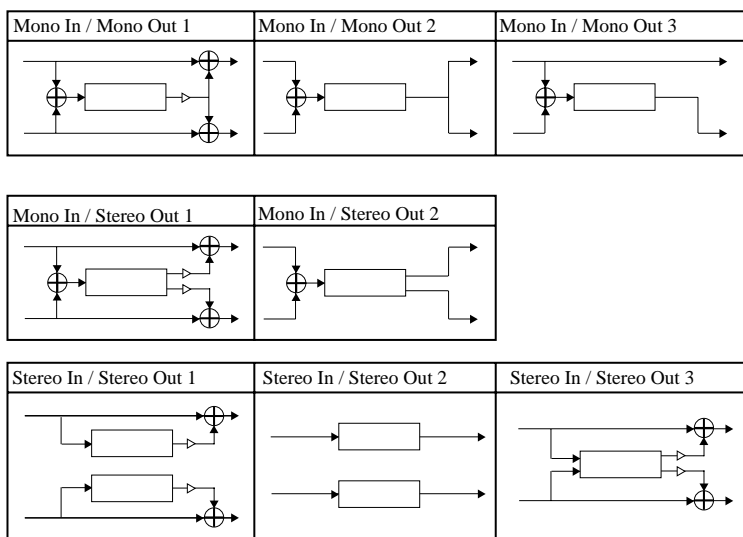 Mono In / Mono Out 1
Mono In / Mono Out 2
Mono In / Mono Out 3
Mono In / Stereo Out 1
Mono In / Stereo Out 2
Stereo In / Stereo Out 1
Stereo In / Stereo Out 2
Stereo In / Stereo Out 3